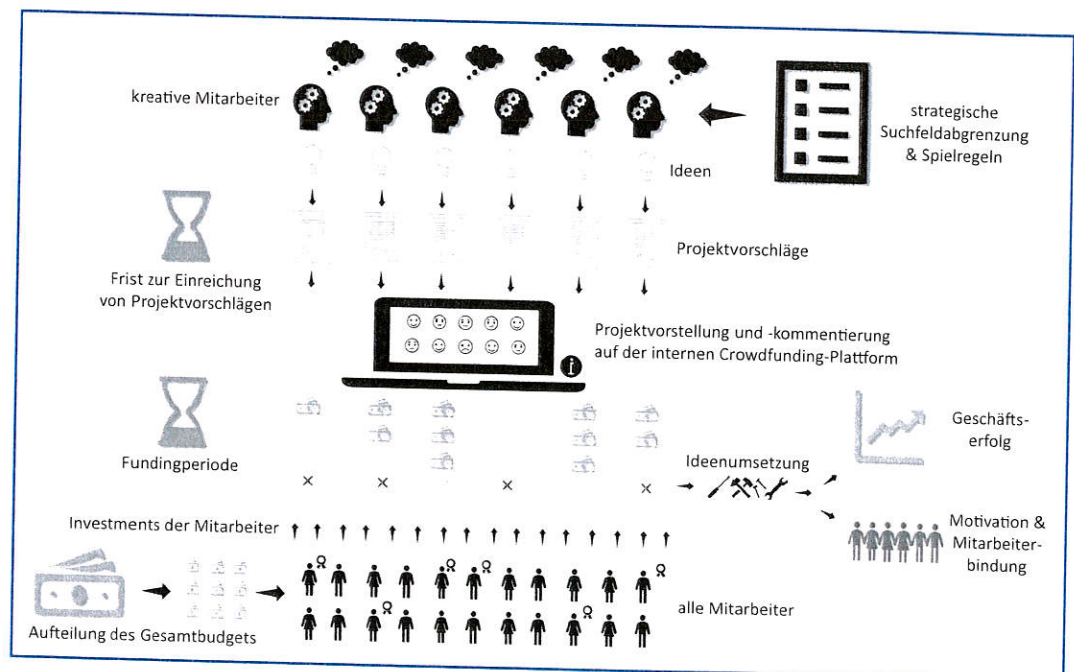 kreative Mitarbeiter
strategische
Suchfeldabgrenzung
& Spielregeln
Ideen
Projektvorschläge
Frist zur Einreichung
von Projektvorschlägen
Projektvorstellung und -kommentierung
auf der internen Crowdfunding-Plattform
Fundingperiode
Geschäfts-
erfolg
Ideenumsetzung
Investments der Mitarbeiter
Motivation &
Mitarbeiter-
bindung
alle Mitarbeiter
Aufteilung des Gesamtbudgets